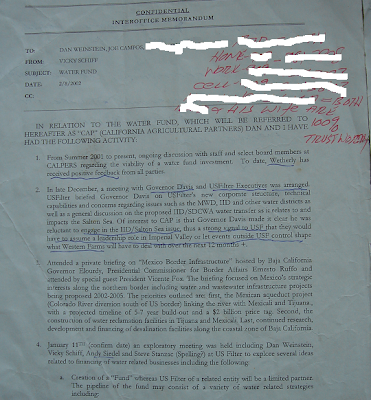 CONFIDENTIAL
INTEROFFICE MEMORANDUM
TO: DAN WEINSTEIN, JOE CAMPOS,
FROM: VICKY SCHIFF
SUBJECT: WATER FUND
DATE: 2/8/2002
CC:
HOME -
WORK
CELL -
& HIS WIFE ARE BOTH
100%
TRUSTWORTHY
IN RELATION TO THE WATER FUND, WHICH WILL BE REFERRED TO
HEREAFTER AS "CAP" (CALIFORNIA AGRICULTURAL PARTNERS) DAN AND I HAVE
HAD THE FOLLOWING ACTIVITY:
1. From Summer 2001 to present, ongoing discussion with staff and select board members at
CALPERS regarding the viability of a water fund investment. To date, Wetherly has
received positive feedback from all parties.
2. In late December, a meeting with Governor Davis and USFilter Executives was arranged.
USFilter briefed Governor Davis on USFilter's new corporate structure, technical
capabilities and concerns regarding issues such as the MWD, IID and other water districts as
well as a general discussion on the proposed IID/SDCWA water transfer as it relates to and
impacts the Salton Sea. Of interest to CAP is that Governor Davis made it clear he was
reluctant to engage in the IID/Salton Sea issue, thus a strong signal to USF that they would
have to assume a leadership role in Imperial Valley or let events outside USF control shape
what Western Farms will have to deal with over the next 12 months +.
3. Attended a private briefing on "Mexico Border Infrastructure" hosted by Baja California
Governor Elourdy, Presidential Commissioner for Border Affairs Ernesto Ruffo and
attended by special guest President Vicente Fox. The briefing focused on Mexico's strategic
interests along the northern border including water and wastewater infrastructure projects
being proposed 2002-2005. The priorities outlined are: first, the Mexican aqueduct project
(Colorado River diversion south of US border) linking the river with Mexicali and Tijuana,
with a projected timeline of 5-7 year build-out and a $2 billion price tag. Second, the
construction of water reclamation facilities in Tijuana and Mexicali. Last, continued research,
development and financing of desalination facilities along the coastal zone of Baja California.
4. January 11TH (confirm date) an exploratory meeting was held including Dan Weinstein,
Vicky Schiff, Andy Siedel and Steve Stanzcr (Spelling?) at US Filter to explore several ideas
related to financing of water related businesses including the following:
a. Creation of a "Fund" whereas US Filter of a related entity will be a limited partner.
The pipeline of the fund may consist of a variety of water related strategies
including: